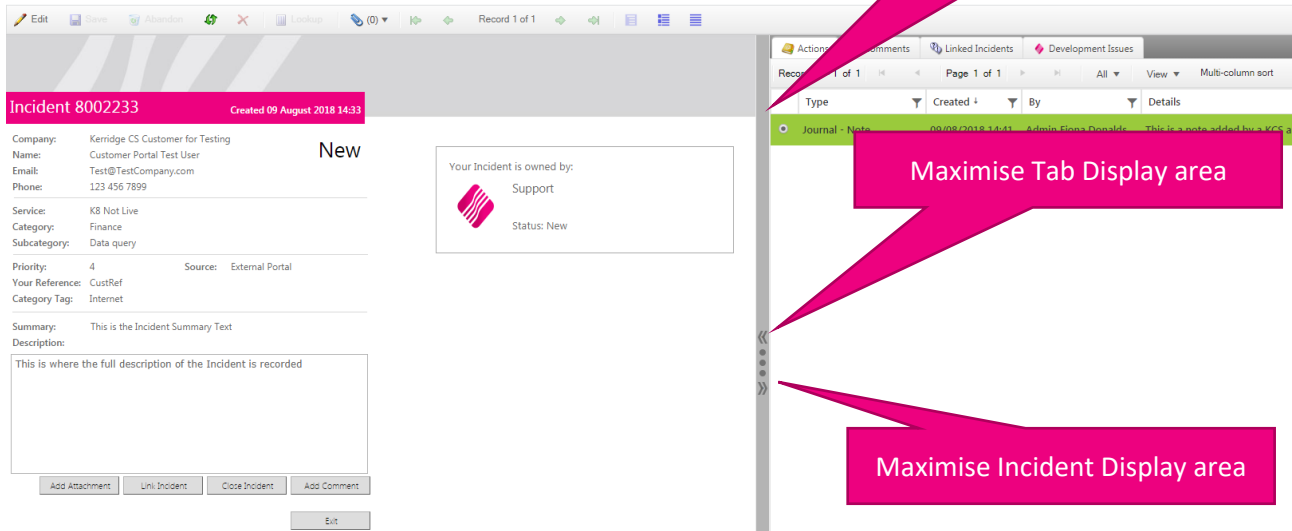 Edit Save Abandon Lookup (0) Record 1 of 1
Actions Linked Incidents Development Issues
1 of 1 Page 1 of 1 All View Multi-column sort
Type Created By Details
Journal - Note 09/08/2018 14:41 Admin Fiona Donalds This is a note added by a KCS
Incident 8002233 Created 09 August 2018 14:33
Company: Kerridge CS Customer for Testing
New
Name: Customer Portal Test User
Email: Test@TestCompany.com
Phone: 123 456 7899
Service: K8 Not Live
Category: Finance
Subcategory: Data query
Priority: 4 Source: External Portal
Your Reference: CustRef
Category Tag: Internet
Summary: This is the Incident Summary Text
Description:
This is where the full description of the Incident is recorded
Add Attachment Link Incident Close Incident Add Comment
Exit
Your Incident is owned by:
Support
Status: New
Maximise Tab Display area
Maximise Incident Display area